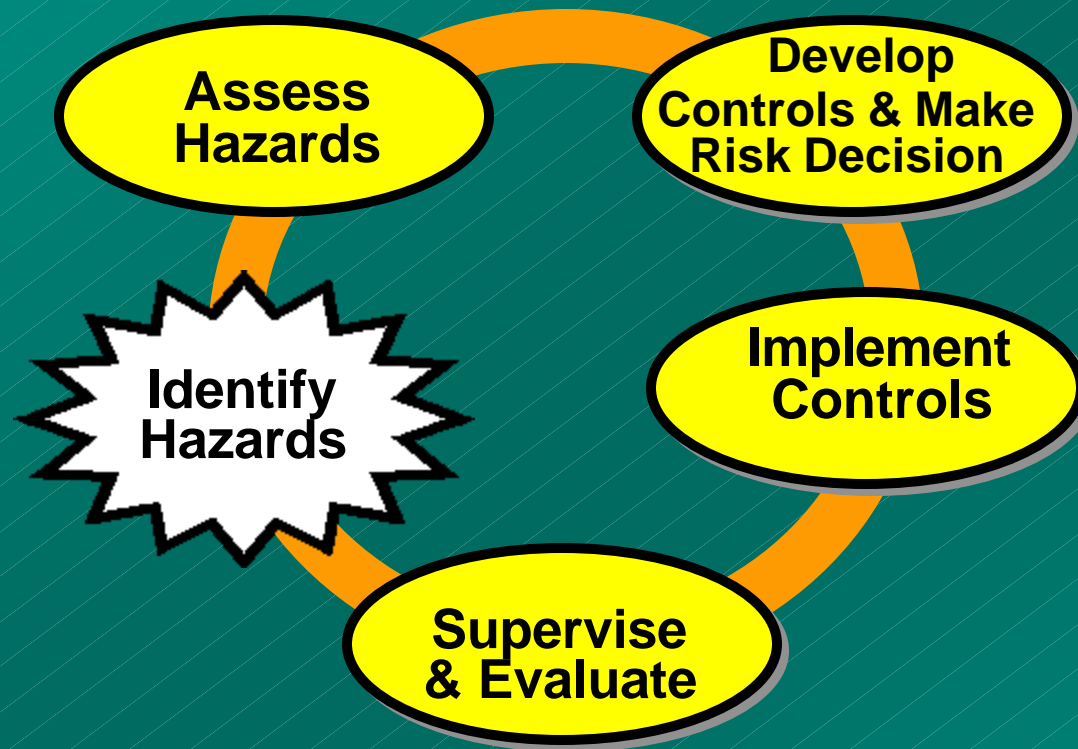 Assess
Hazards
Develop
Controls & Make
Risk Decision
Identify
Hazards
Implement
Controls
Supervise
& Evaluate